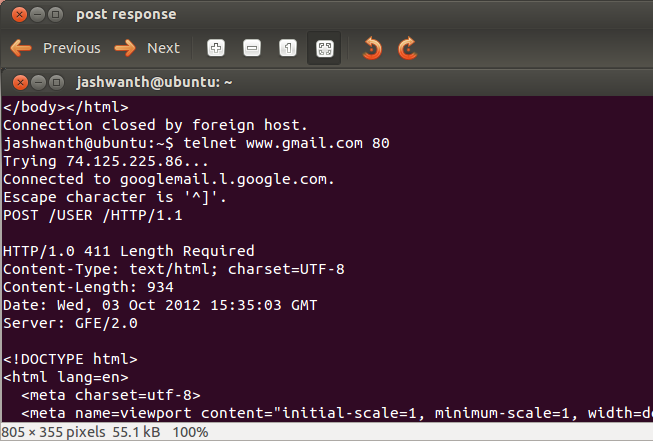 post response
Previous Next
jashwanth@ubuntu: ~
</body></html>
Connection closed by foreign host.
jashwanth@ubuntu:~$ telnet www.gmail.com 80
Trying 74.125.225.86...
Connected to googlemail.l.google.com.
Escape character is '^]'.
POST /USER /HTTP/1.1
HTTP/1.0 411 Length Required
Content-Type: text/html; charset=UTF-8
Content-Length: 934
Date: Wed, 03 Oct 2012 15:35:03 GMT
Server: GFE/2.0
<!DOCTYPE html>
<html lang=en>
<meta charset=utf-8>
<meta name=viewport content="initial-scale=1, minimum-scale=1, width=de
805 × 355 pixels 55.1 kB 100%